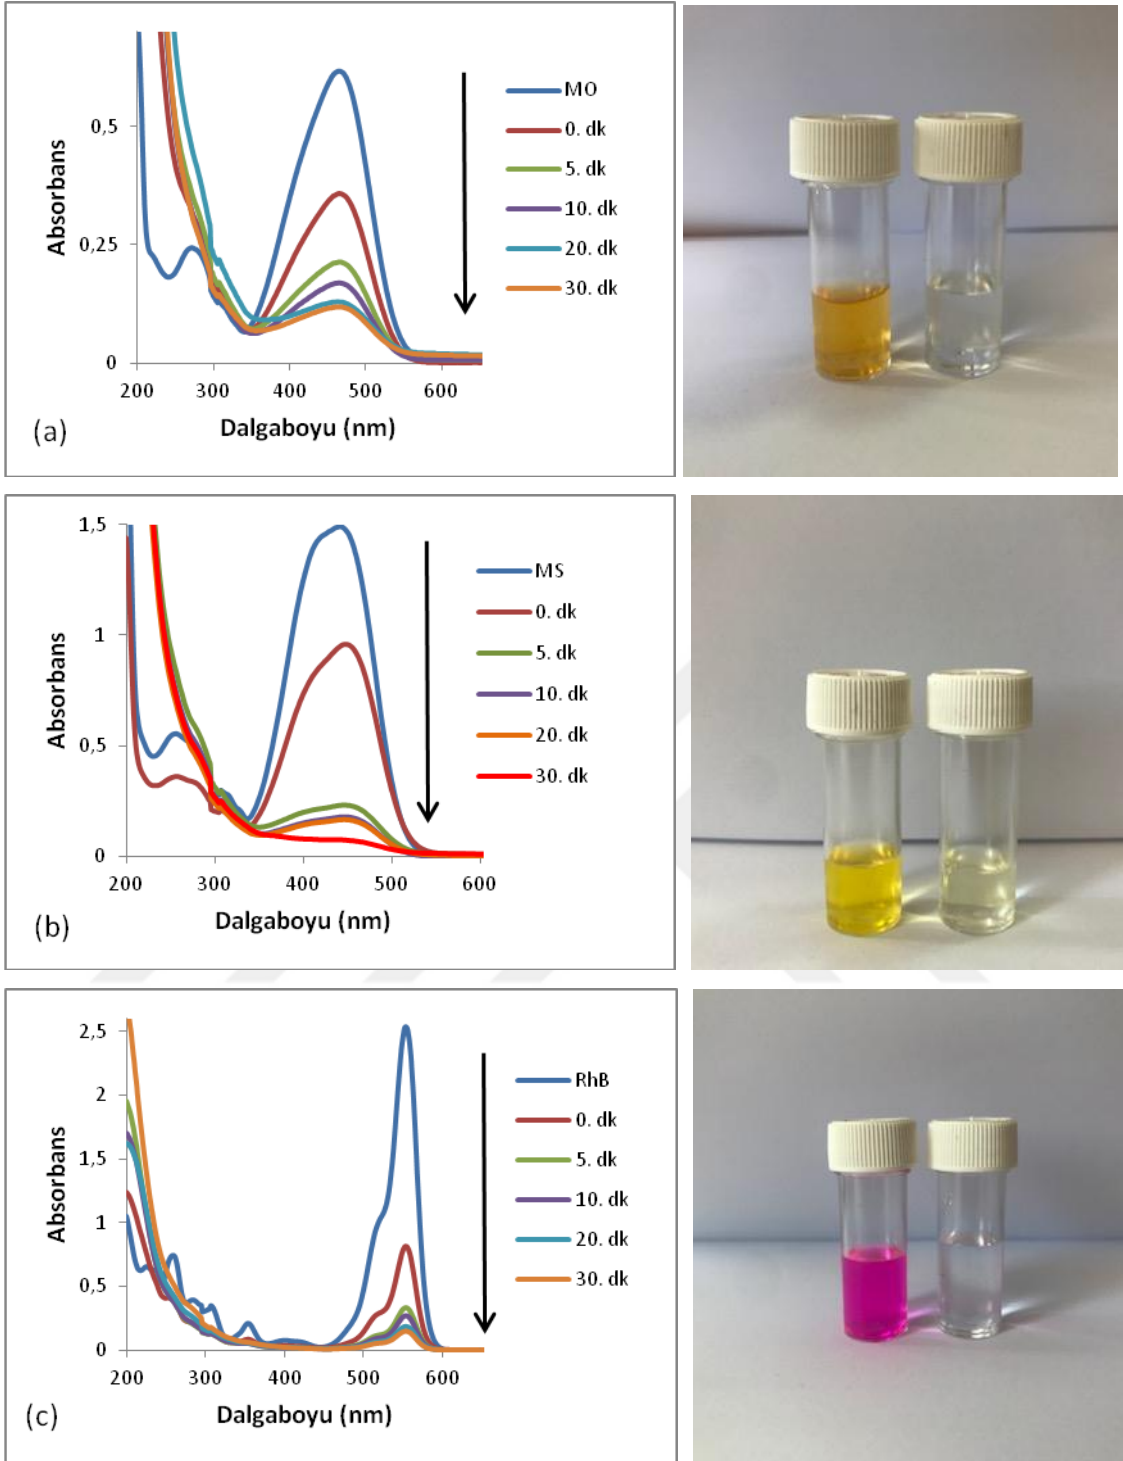 Absorbans
0,5
0,25
0
200 300 400 500 600
Dalgaboyu (nm)
MO
0. dk
5. dk
10. dk
20. dk
30. dk
(a)
Absorbans
1,5
1
0,5
0
200 300 400 500 600
Dalgaboyu (nm)
MS
0. dk
5. dk
10. dk
20. dk
30. dk
(b)
Absorbans
2,5
2
1,5
1
0,5
0
200 300 400 500 600
Dalgaboyu (nm)
RhB
0. dk
5. dk
10. dk
20. dk
30. dk
(c)